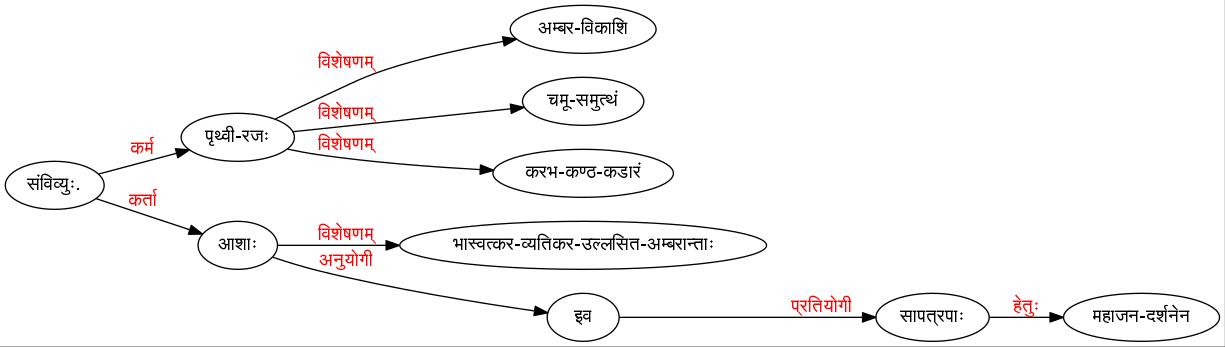 अम्बर-विकाशि
विशेषणम्
चमू-समुत्थं
विशेषणम्
पृथ्वी-रजः
विशेषणम्
कर्म
करभ-कण्ठ-कडारं
संविव्युः.
कर्ता
आशाः
विशेषणम्
भास्वत्कर-व्यतिकर-उल्लसित-अम्बरान्ताः
अनुयोगी
इव
प्रतियोगी
सापत्रपाः
हेतुः
महाजन-दर्शनेन